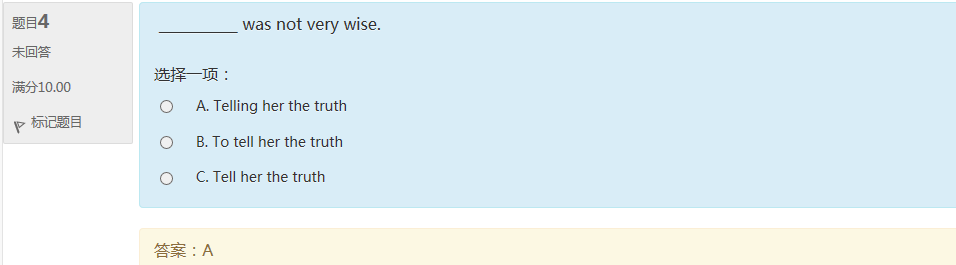 题目4
未回答
满分10.00
标记题目
___________ was not very wise.
选择一项：
A. Telling her the truth
B. To tell her the truth
C. Tell her the truth
答案：A